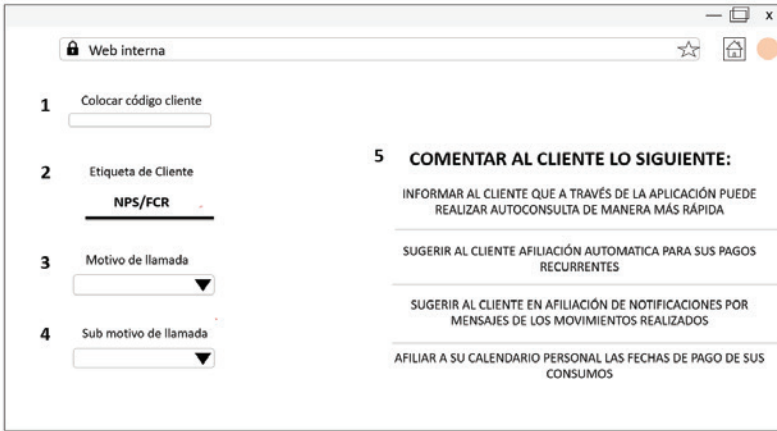 x
Web interna
1 Colocar código cliente
2 Etiqueta de Cliente
NPS/FCR
3 Motivo de llamada
4 Sub motivo de llamada
5 COMENTAR AL CLIENTE LO SIGUIENTE:
INFORMAR AL CLIENTE QUE A TRAVÉS DE LA APLICACIÓN PUEDE
REALIZAR AUTOCONSULTA DE MANERA MÁS RÁPIDA
SUGERIR AL CLIENTE AFILIACIÓN AUTOMATICA PARA SUS PAGOS
RECURRENTES
SUGERIR AL CLIENTE EN AFILIACIÓN DE NOTIFICACIONES POR
MENSAJES DE LOS MOVIMIENTOS REALIZADOS
AFILIAR A SU CALENDARIO PERSONAL LAS FECHAS DE PAGO DE SUS
CONSUMOS